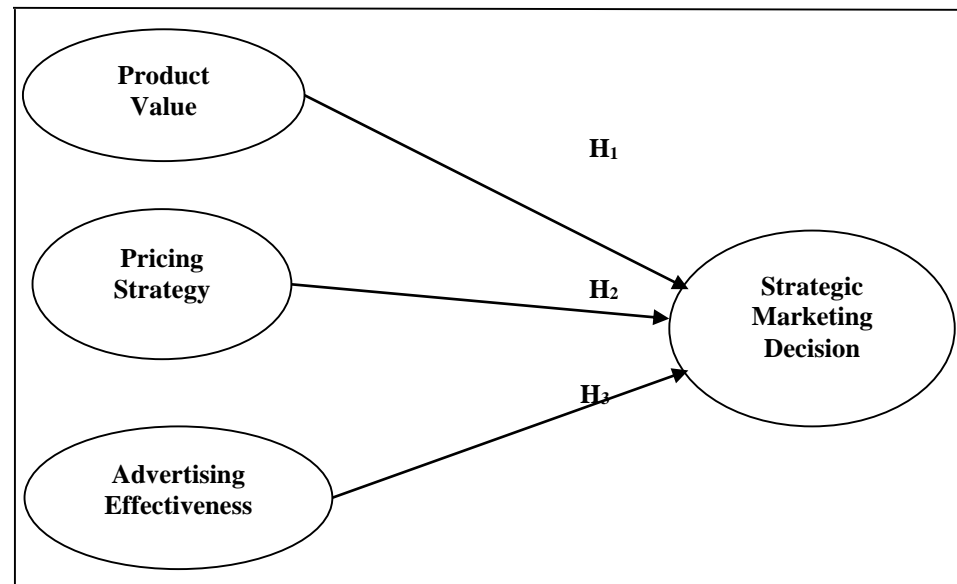 Product
Value
H₁
Pricing
Strategy
H₂
Strategic
Marketing
Decision
H₃
Advertising
Effectiveness